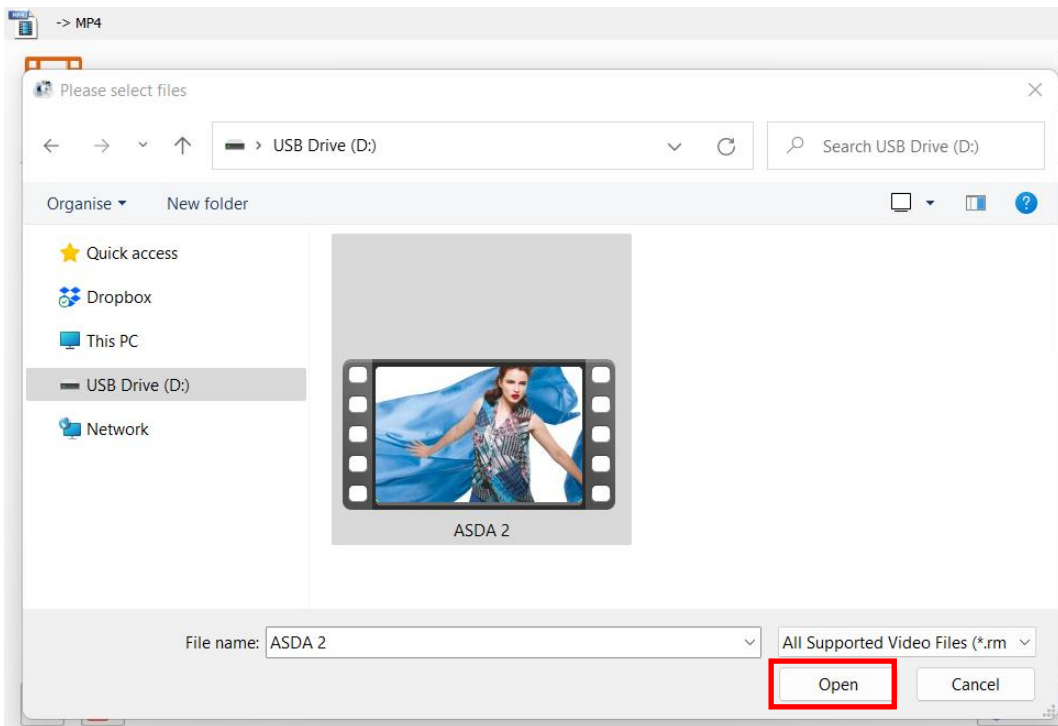 MP4
-> MP4
Please select files
USB Drive (D:)
Search USB Drive (D:)
Organise
New folder
Quick access
Dropbox
This PC
USB Drive (D:)
Network
ASDA 2
File name: ASDA 2
All Supported Video Files (*.rm
Open
Cancel